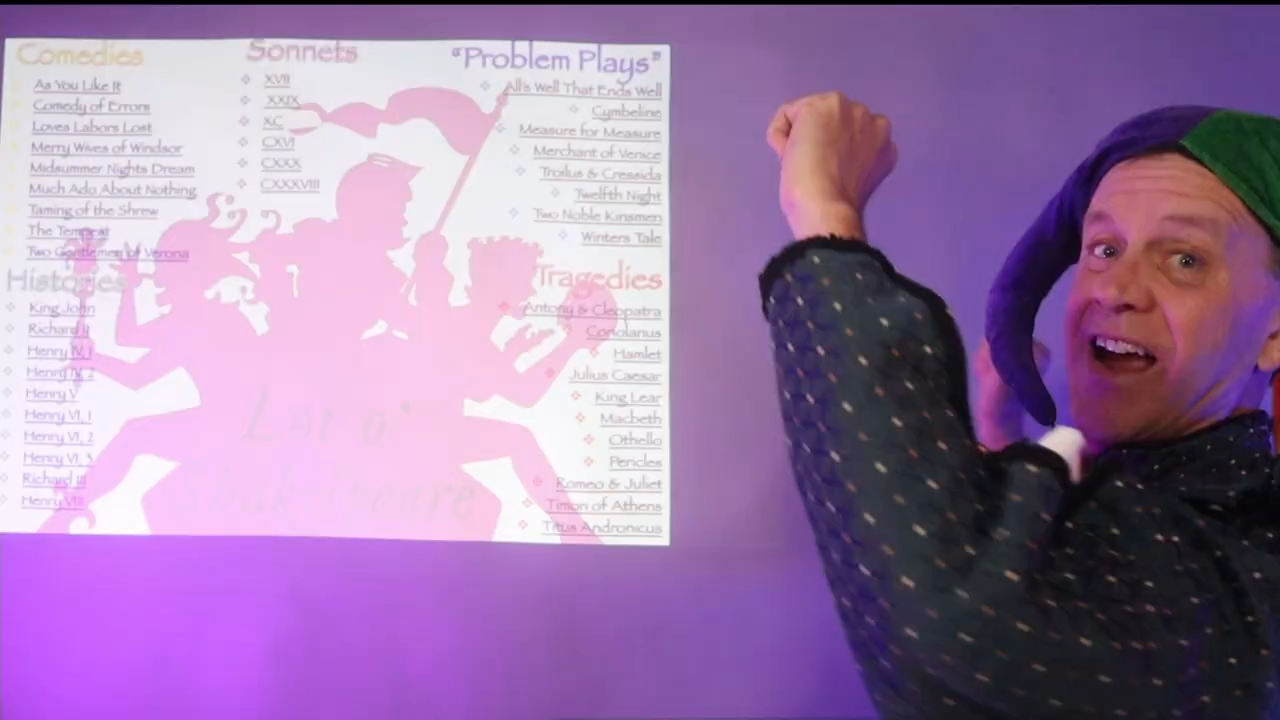 Comedies
As You Like It
Comedy of Errors
Loves Labors Lost
Merry Wives of Windsor
Midsummer Nights Dream
Much Ado About Nothing
Taming of the Shrew
The Tempest
Two Gentlemen of Verona
Histories
King John
Richard II
Henry IV, 1
Henry IV, 2
Henry V
Henry VI, 1
Henry VI, 2
Henry VI, 3
Richard III
Henry VIII
Sonnets
XVII
XXIX
XC
CXVI
CXXX
CXXXVIII
“Problem Plays”
All's Well That Ends Well
Cymbeline
Measure for Measure
Merchant of Venice
Troilus & Cressida
Twelfth Night
Two Noble Kinsmen
Winters Tale
Tragedies
Antony & Cleopatra
Coriolanus
Hamlet
Julius Caesar
King Lear
Macbeth
Othello
Pericles
Romeo & Juliet
Timon of Athens
Titus Andronicus